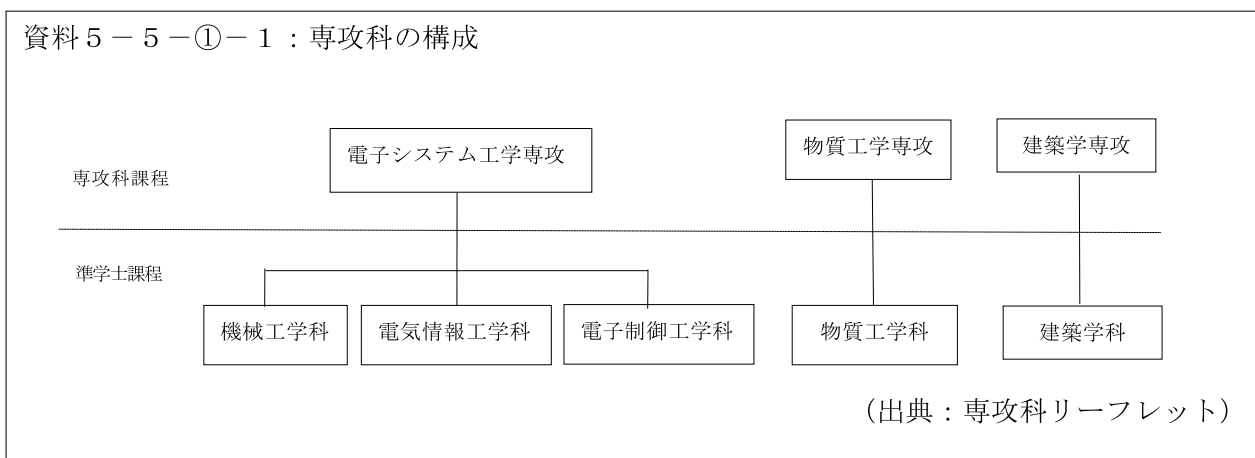 資料５－５－①－１：専攻科の構成
電子システム工学専攻
物質工学専攻
建築学専攻
専攻科課程
準学士課程
機械工学科
電気情報工学科
電子制御工学科
物質工学科
建築学科
（出典：専攻科リーフレット）